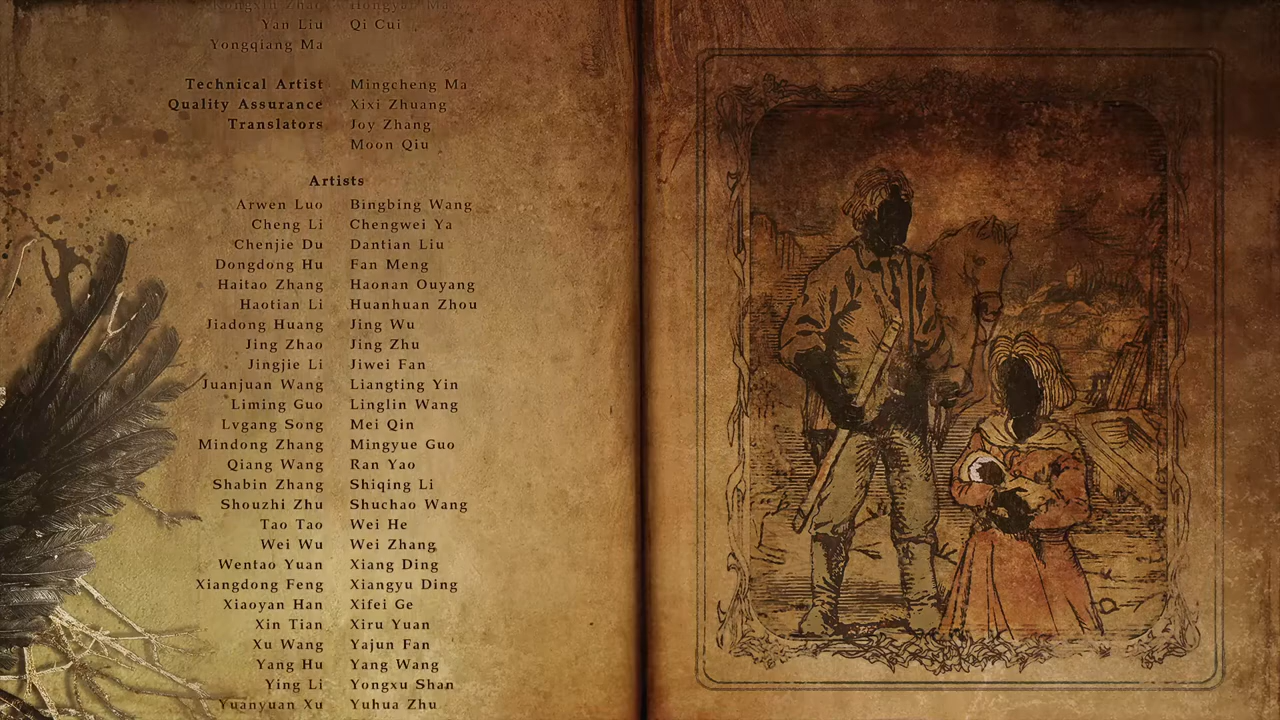 Yan Liu Qi Cui
Yongqiang Ma
Technical Artist Mingcheng Ma
Quality Assurance Xixi Zhuang
Translators Joy Zhang
Moon Qiu
Artists
Arwen Luo Bingbing Wang
Cheng Li Chengwei Ya
Chenjie Du Dantian Liu
Dongdong Hu Fan Meng
Haitao Zhang Haonan Ouyang
Haotian Li Huanhuan Zhou
Jiadong Huang Jing Wu
Jing Zhao Jing Zhu
Jingjie Li Jiwei Fan
Juanjuan Wang Liangting Yin
Liming Guo Linglin Wang
Lvgang Song Mei Qin
Mindong Zhang Mingyue Guo
Qiang Wang Ran Yao
Shabin Zhang Shiqing Li
Shouzhi Zhu Shuchao Wang
Tao Tao Wei He
Wei Wu Wei Zhang
Wentao Yuan Xiang Ding
Xiangdong Feng Xiangyu Ding
Xiaoyan Han Xifei Ge
Xin Tian Xiru Yuan
Xu Wang Yajun Fan
Yang Hu Yang Wang
Ying Li Yongxu Shan
Yuanyuan Xu Yuhua Zhu